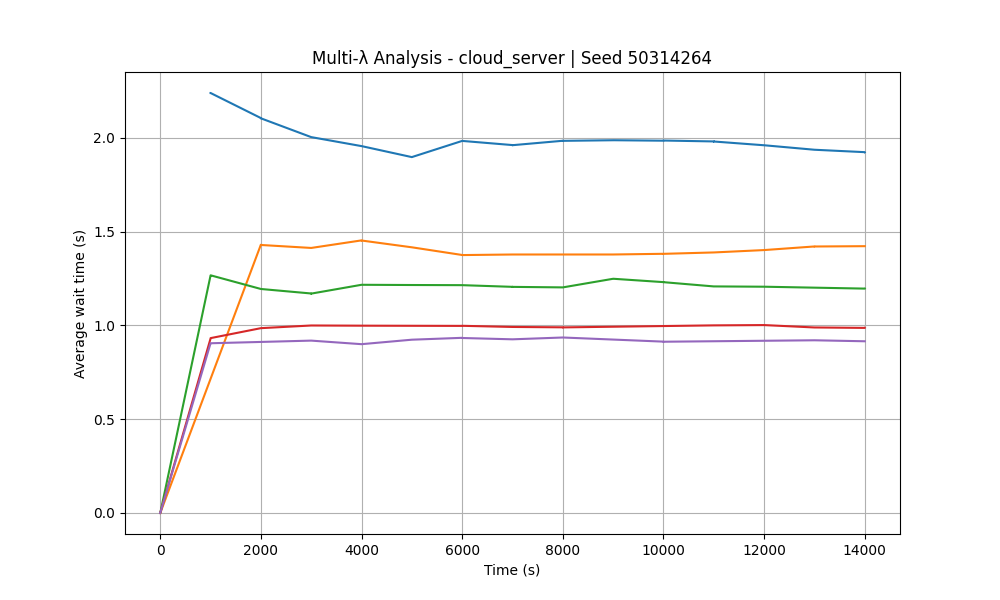 Multi-λ Analysis - cloud_server | Seed 50314264
Average wait time (s)
2.0
1.5
1.0
0.5
0.0
0 2000 4000 6000 8000 10000 12000 14000
Time (s)